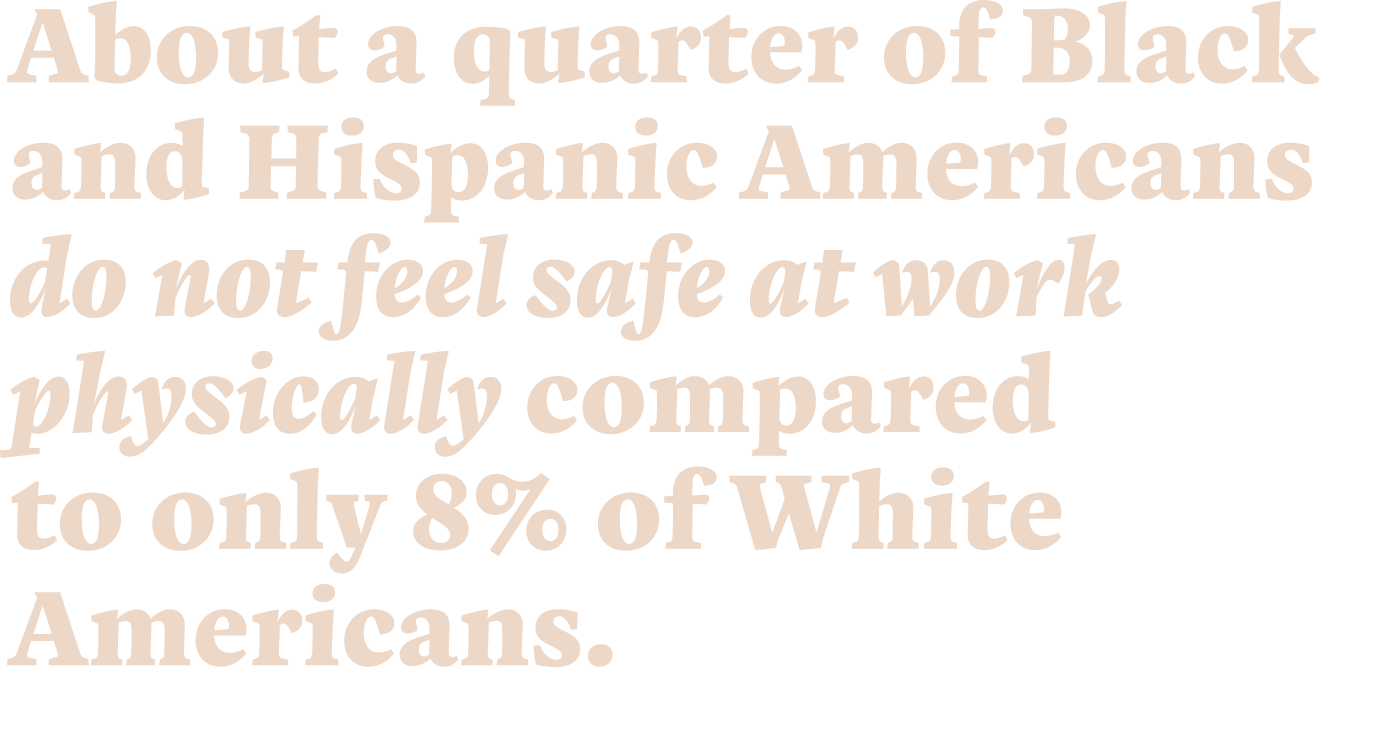 About a quarter of Black
and Hispanic Americans
do not feel safe at work
physically compared
to only 8% of White
Americans.